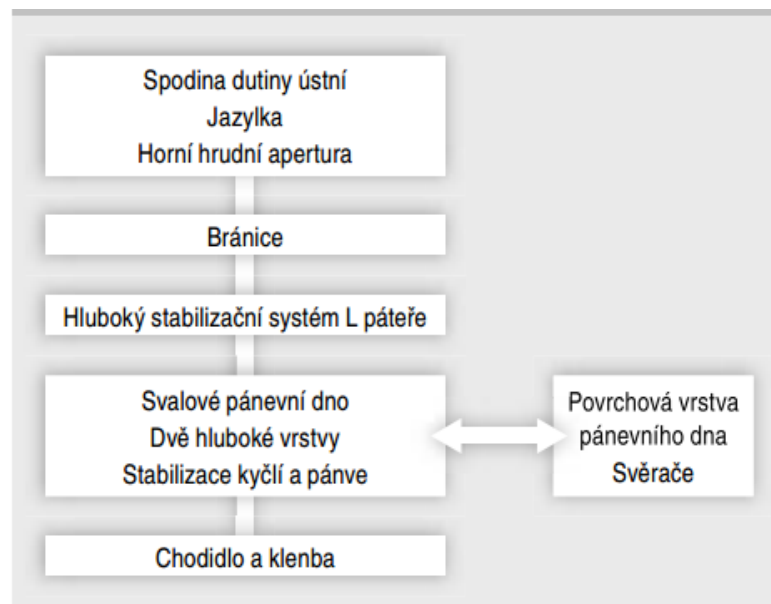 Spodina dutiny ústní
Jazylka
Horní hrudní apertura
Bránice
Hluboký stabilizační systém L páteře
Svalové pánevní dno
Dvě hluboké vrstvy
Stabilizace kyčlí a pánve
Povrchová vrstva
pánevního dna
Svěrače
Chodidlo a klenba